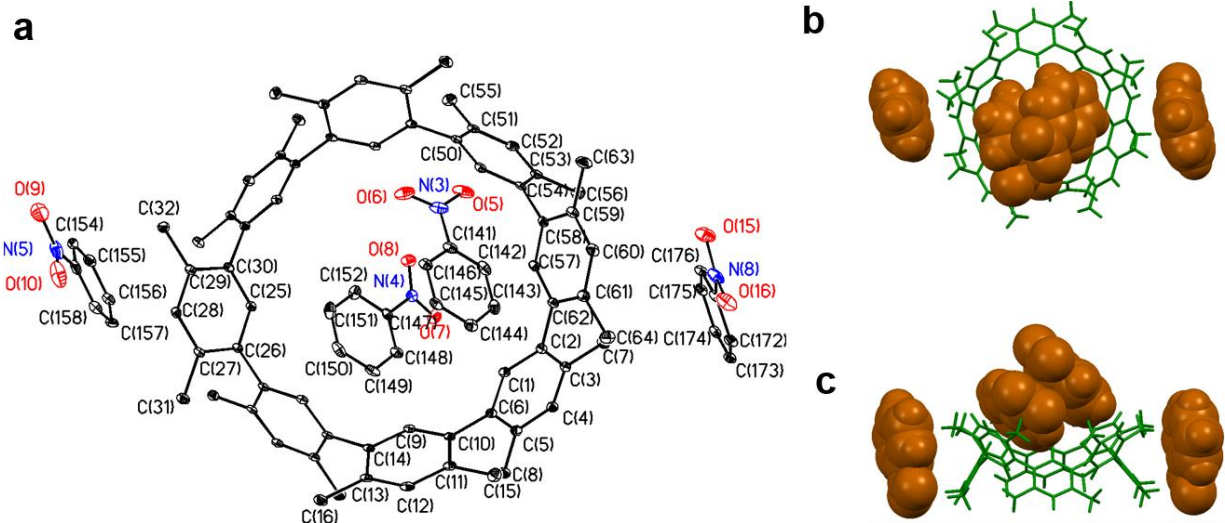 a
b
c
C(55)
C(51)
C(52)
C(53)
C(63)
C(50)
C(54)
C(56)
C(59)
C(58)
C(60)
C(57)
C(61)
C(62)
C(64)
C(2)
C(7)
C(3)
C(1)
C(6)
C(4)
C(5)
C(8)
C(9)
C(10)
C(14)
C(11)
C(15)
C(13)
C(12)
C(16)
N(3)
O(6)
O(5)
O(8)
C(141)
C(142)
C(146)
N(4)
C(152)
C(145)
C(143)
C(151)
C(147)
O(7)
C(144)
C(150)
C(148)
C(149)
O(9)
C(154)
N(5)
C(155)
O(10)
C(156)
C(158)
C(157)
C(32)
C(30)
C(29)
C(25)
C(28)
C(26)
C(27)
C(31)
O(15)
C(176)
N(8)
C(175)
O(16)
C(174)
C(172)
C(173)